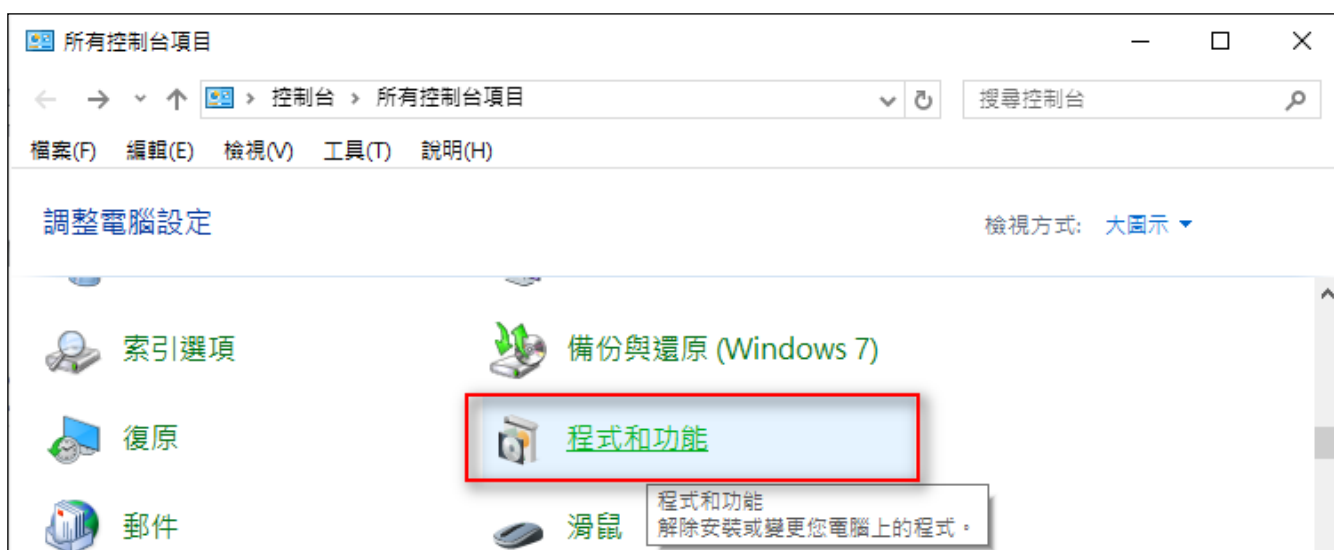 所有控制台項目
控制台 › 所有控制台項目
搜尋控制台
檔案(F) 編輯(E) 檢視(V) 工具(T) 說明(H)
調整電腦設定
檢視方式: 大圖示
索引選項
備份與還原 (Windows 7)
復原
程式和功能
郵件
滑鼠
程式和功能
解除安裝或變更您電腦上的程式。